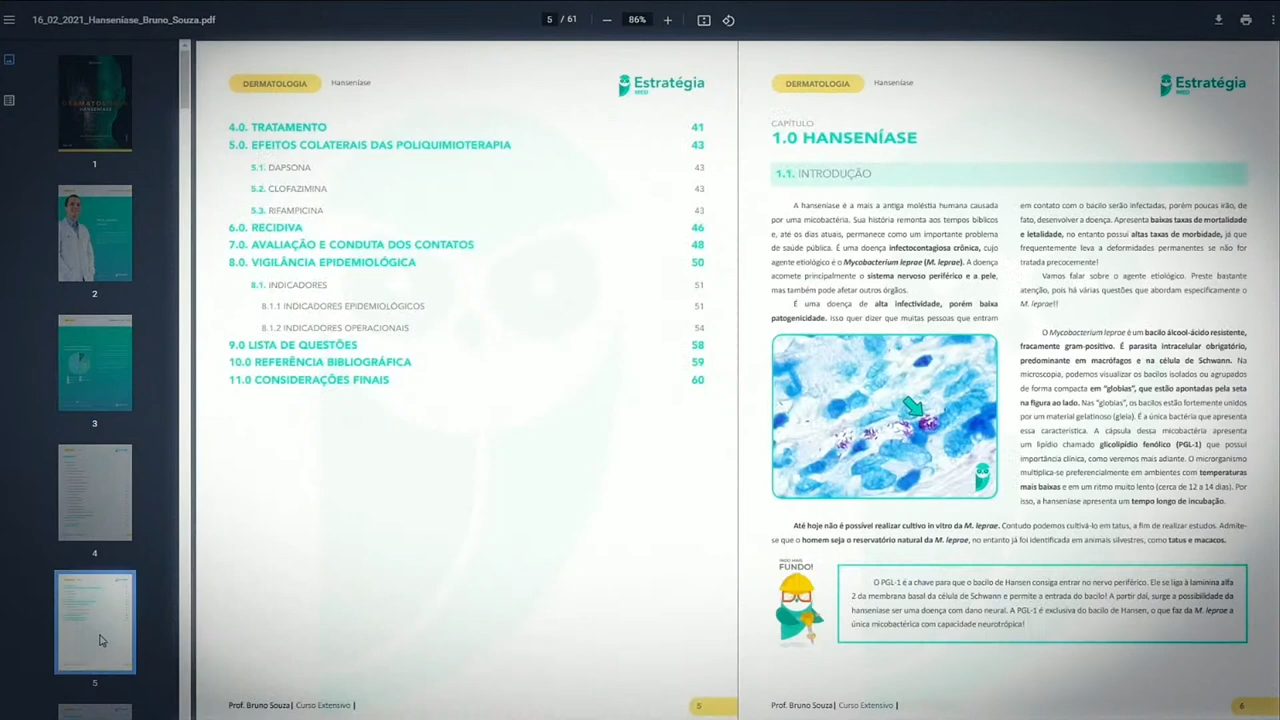 16_02_2021_Hanseníase_Bruno_Souza.pdf
5 / 61
86%
1
2
3
4
5
DERMATOLOGIA Hanseníase
Estratégia
MED
4.0. TRATAMENTO 41
5.0. EFEITOS COLATERAIS DAS POLIQUIMIOTERAPIA 43
5.1. DAPSONA 43
5.2. CLOFAZIMINA 43
5.3. RIFAMPICINA 43
6.0. RECIDIVA 46
7.0. AVALIAÇÃO E CONDUTA DOS CONTATOS 48
8.0. VIGILÂNCIA EPIDEMIOLÓGICA 50
8.1. INDICADORES 51
8.1.1 INDICADORES EPIDEMIOLÓGICOS 51
8.1.2 INDICADORES OPERACIONAIS 54
9.0 LISTA DE QUESTÕES 58
10.0 REFERÊNCIA BIBLIOGRÁFICA 59
11.0 CONSIDERAÇÕES FINAIS 60
Prof. Bruno Souza| Curso Extensivo | 5
DERMATOLOGIA Hanseníase
Estratégia
MED
CAPÍTULO
1.0 HANSENÍASE
1.1. INTRODUÇÃO
A hanseníase é a mais a antiga moléstia humana causada
por uma micobactéria. Sua história remonta aos tempos bíblicos
e, até os dias atuais, permanece como um importante problema
de saúde pública. É uma doença infectocontagiosa crônica, cujo
agente etiológico é o Mycobacterium leprae (M. leprae). A doença
acomete principalmente o sistema nervoso periférico e a pele,
mas também pode afetar outros órgãos.
É uma doença de alta infectividade, porém baixa
patogenicidade. isso quer dizer que muitas pessoas que entram
em contato com o bacilo serão infectadas, porém poucas irão, de
fato, desenvolver a doença. Apresenta baixas taxas de mortalidade
e letalidade, no entanto possui altas taxas de morbidade, já que
frequentemente leva a deformidades permanentes se não for
tratada precocemente!
Vamos falar sobre o agente etiológico. Preste bastante
atenção, pois há várias questões que abordam especificamente o
M. leprae!!
O Mycobacterium leprae é um bacilo álcool-ácido resistente,
fracamente gram-positivo. É parasita intracelular obrigatório,
predominante em macrófagos e na célula de Schwann. Na
microscopia, podemos visualizar os bacilos isolados ou agrupados
de forma compacta em "globias", que estão apontadas pela seta
na figura ao lado. Nas "globias", os bacilos estão fortemente unidos
por um material gelatinoso (gleia). É a única bactéria que apresenta
essa característica. A cápsula dessa micobactéria apresenta
um lipídio chamado glicolipídio fenólico (PGL-1) que possui
importância clínica, como veremos mais adiante. O microrganismo
multiplica-se preferencialmente em ambientes com temperaturas
mais baixas e em um ritmo muito lento (cerca de 12 a 14 dias). Por
isso, a hanseníase apresenta um tempo longo de incubação.
Até hoje não é possível realizar cultivo in vitro da M. leprae. Contudo podemos cultivá-lo em tatus, a fim de realizar estudos. Admite-
se que o homem seja o reservatório natural da M. leprae, no entanto já foi identificada em animais silvestres, como tatus e macacos.
FUNDO!
O PGL-1 é a chave para que o bacilo de Hansen consiga entrar no nervo periférico. Ele se liga à laminina alfa
2 da membrana basal da célula de Schwann e permite a entrada do bacilo! A partir daí, surge a possibilidade da
hanseníase ser uma doença com dano neural. A PGL-1 é exclusiva do bacilo de Hansen, o que faz da M. leprae a
única micobactérica com capacidade neurotrópica!
Prof. Bruno Souza| Curso Extensivo | 6